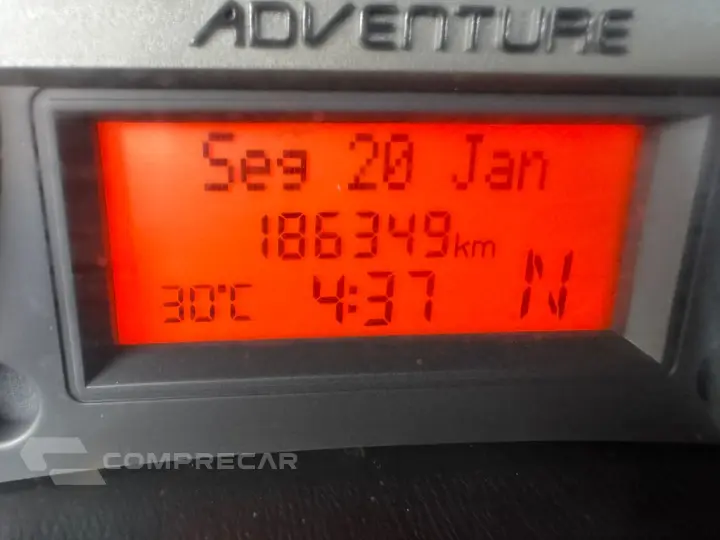 ADVENTURE
Seg 20 Jan
186349km
30°C 4:37 N
COMPRECAR